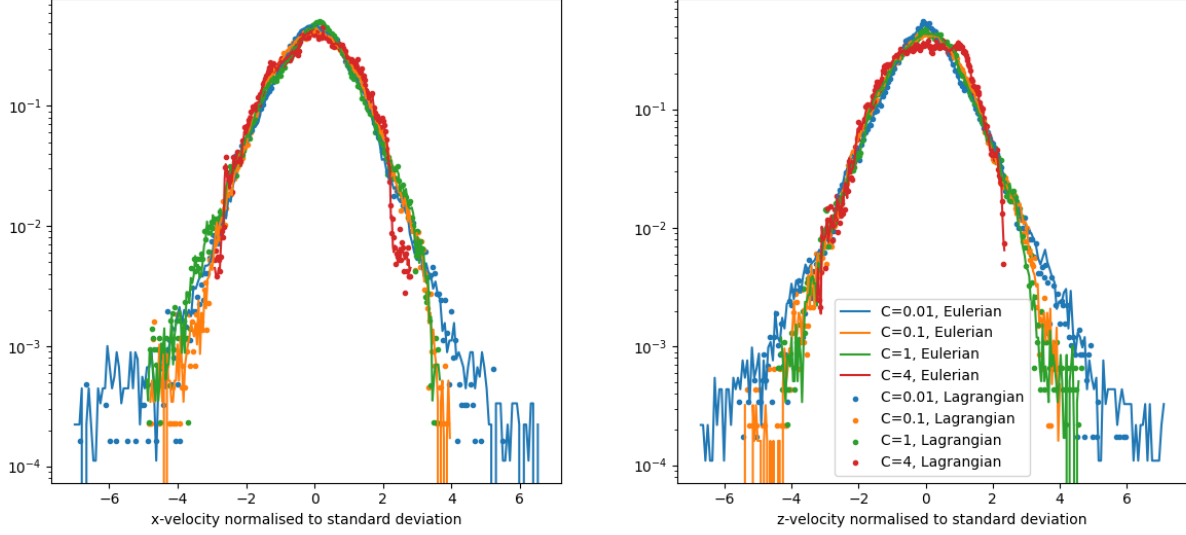 10⁻¹
10⁻²
10⁻³
10⁻⁴
−6 −4 −2 0 2 4 6
x-velocity normalised to standard deviation
10⁻¹
10⁻²
10⁻³
10⁻⁴
C=0.01, Eulerian
C=0.1, Eulerian
C=1, Eulerian
C=4, Eulerian
C=0.01, Lagrangian
C=0.1, Lagrangian
C=1, Lagrangian
C=4, Lagrangian
−6 −4 −2 0 2 4 6
z-velocity normalised to standard deviation